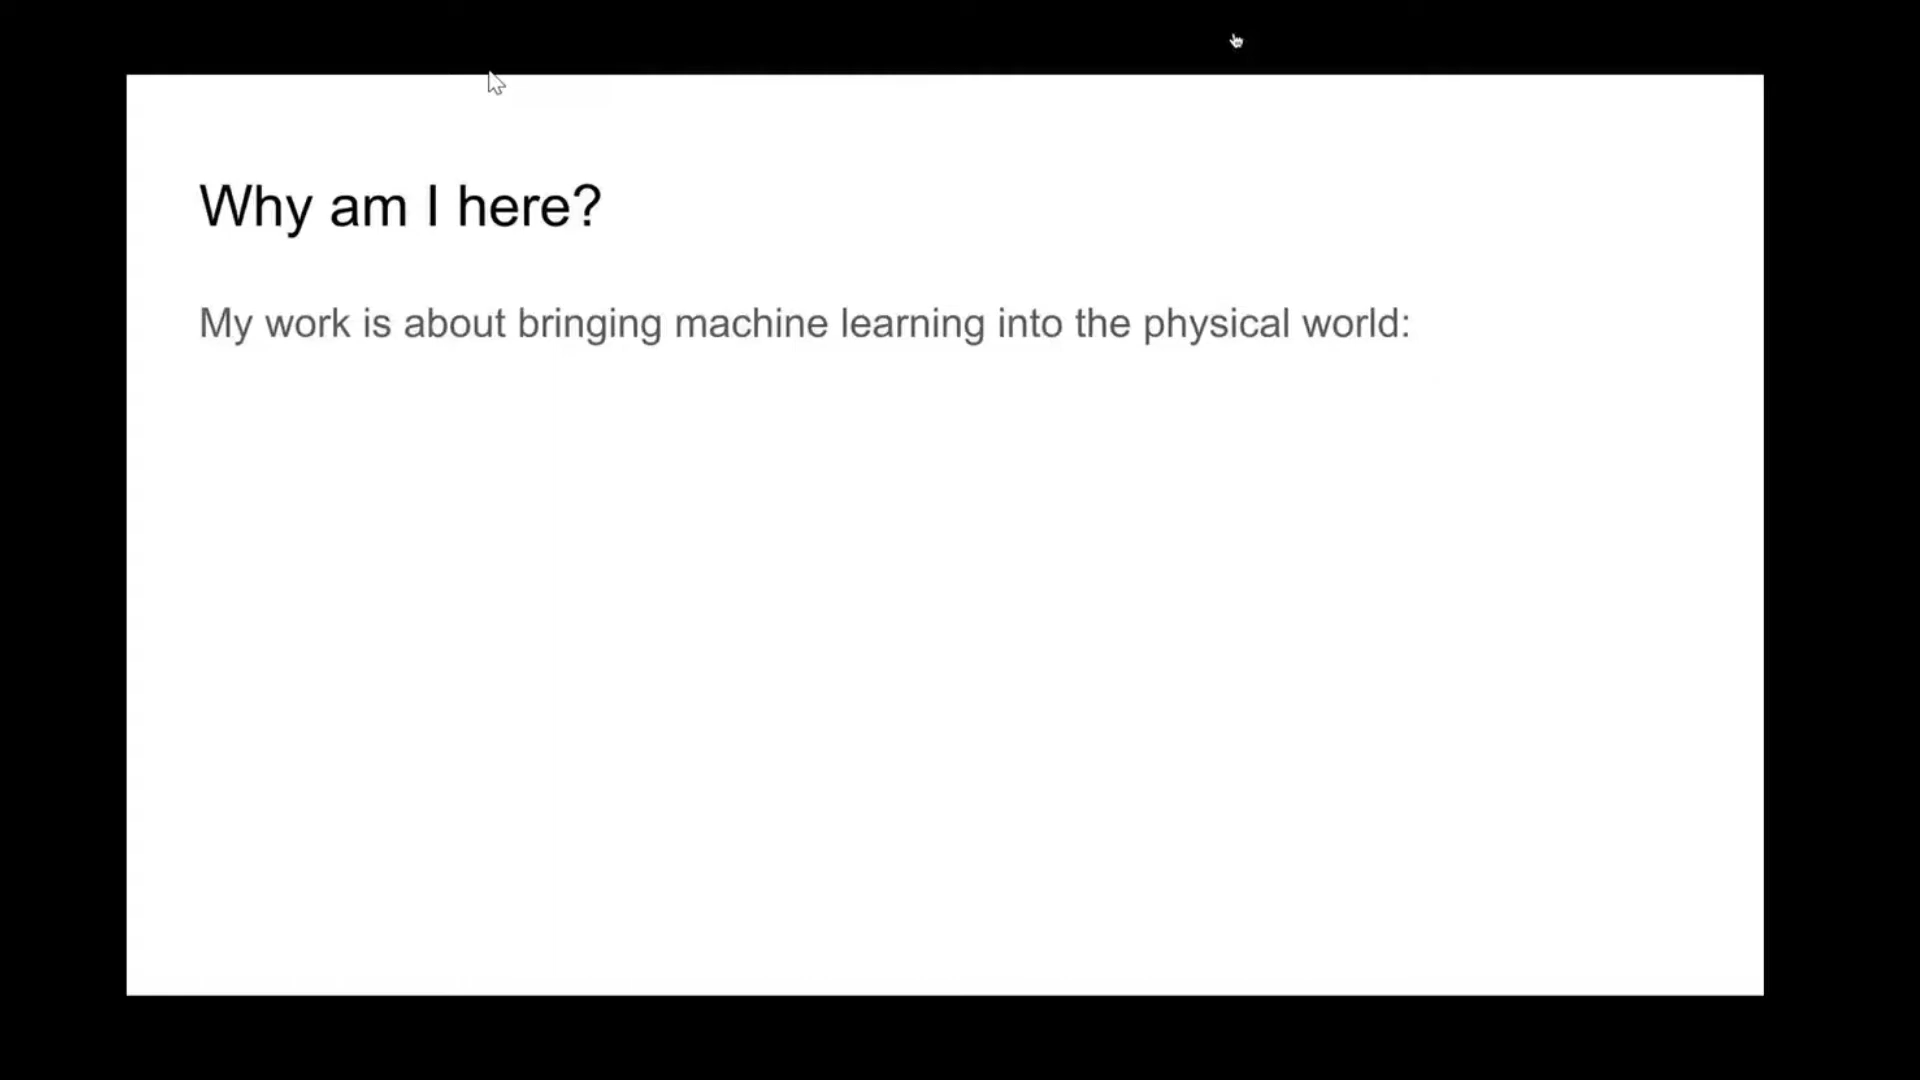 Why am I here?
My work is about bringing machine learning into the physical world: